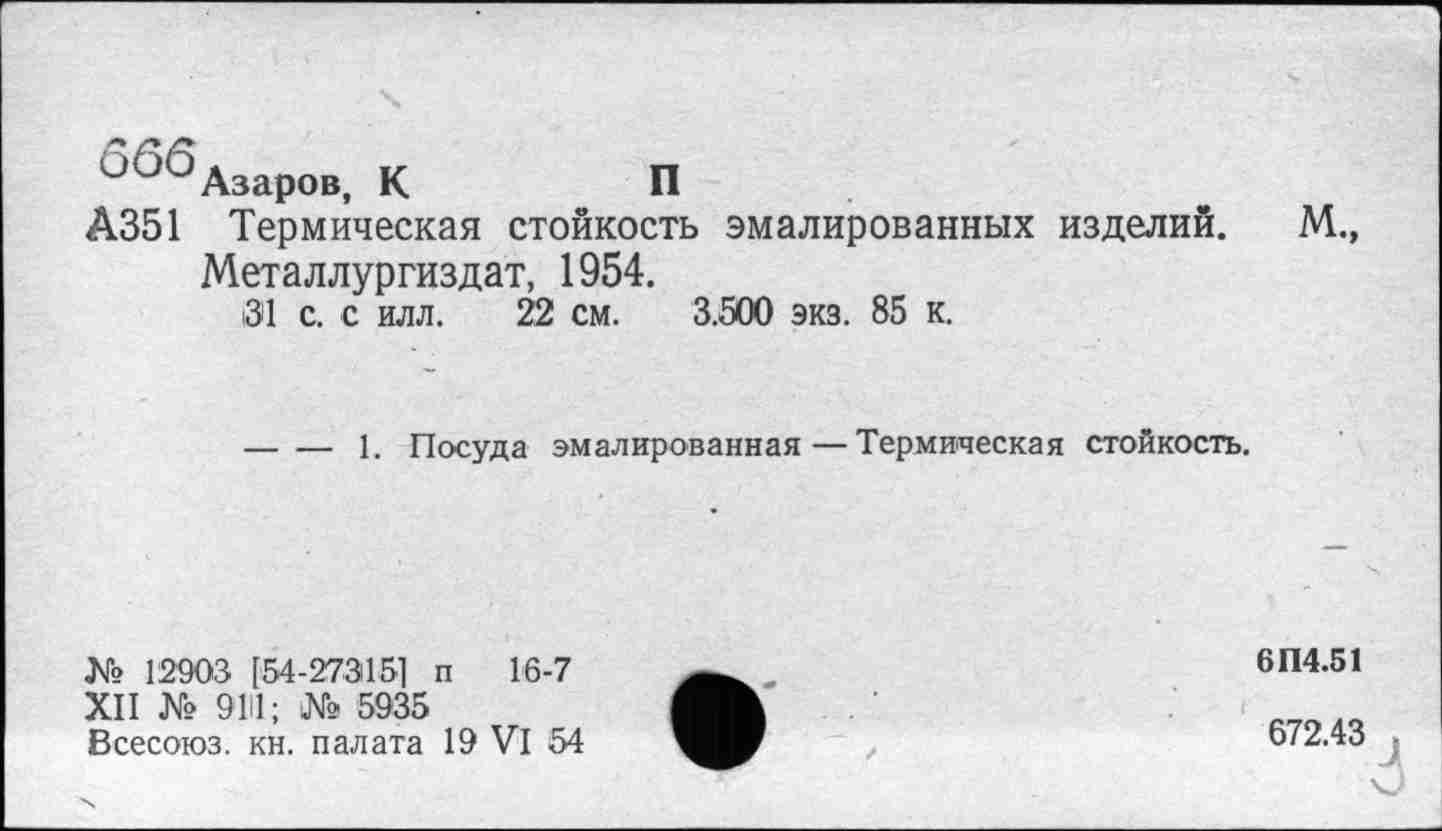 666
Азаров, К П
А351 Термическая стойкость эмалированных изделий. М.,
Металлургиздат, 1954.
31 с. с илл. 22 см. 3.500 экз. 85 к.
— — 1. Посуда эмалированная — Термическая стойкость.
№ 12903 [54-27315] п 16-7
XII № 911; № 5935
Всесоюз. кн. палата 19 VI 54
6П4.51
672.43